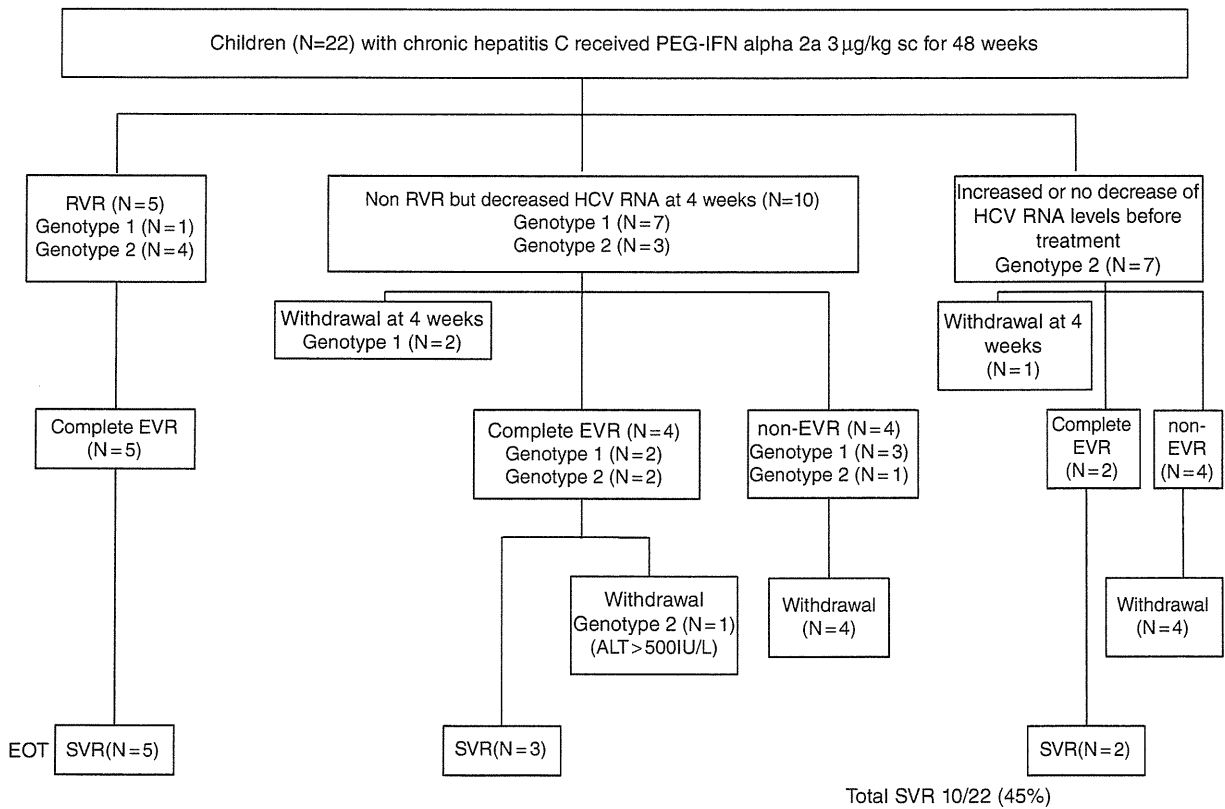 Children (N=22) with chronic hepatitis C received PEG-IFN alpha 2a 3 μg/kg sc for 48 weeks
RVR (N=5)
Genotype 1 (N=1)
Genotype 2 (N=4)
Non RVR but decreased HCV RNA at 4 weeks (N=10)
Genotype 1 (N=7)
Genotype 2 (N=3)
Increased or no decrease of
HCV RNA levels before
treatment
Genotype 2 (N=7)
Withdrawal at 4 weeks
Genotype 1 (N=2)
Withdrawal at 4
weeks
(N=1)
Complete EVR
(N=5)
Complete EVR (N=4)
Genotype 1 (N=2)
Genotype 2 (N=2)
non-EVR (N=4)
Genotype 1 (N=3)
Genotype 2 (N=1)
Complete
EVR
(N=2)
non-
EVR
(N=4)
Withdrawal
Genotype 2 (N=1)
(ALT>500IU/L)
Withdrawal
(N=4)
Withdrawal
(N=4)
EOT
SVR(N=5)
SVR(N=3)
SVR(N=2)
Total SVR 10/22 (45%)